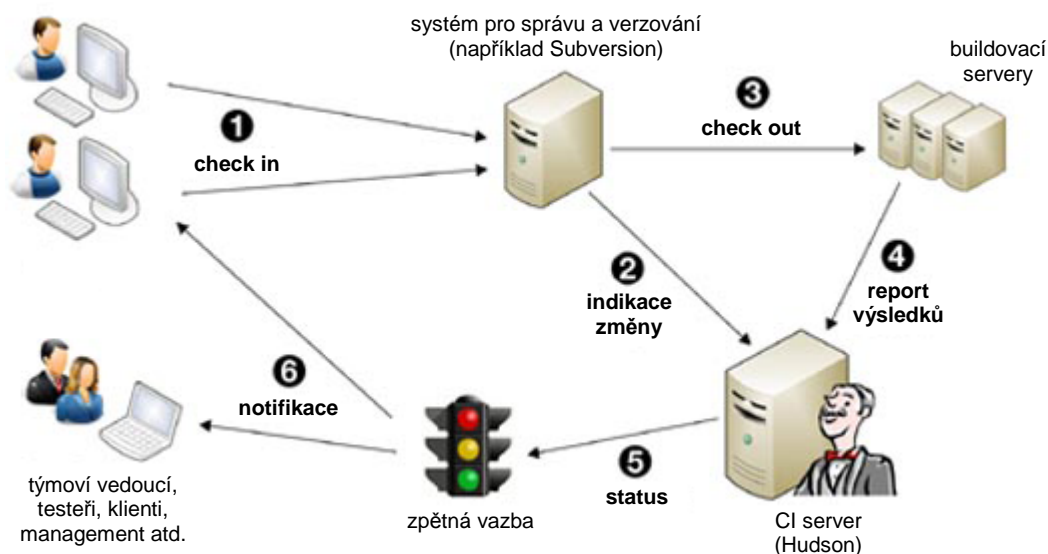 systém pro správu a verzování
(například Subversion)
buildovací
servery
1
check in
3
check out
2
indikace
změny
4
report
výsledků
6
notifikace
5
status
týmoví vedoucí,
testeři, klienti,
management atd.
zpětná vazba
CI server
(Hudson)